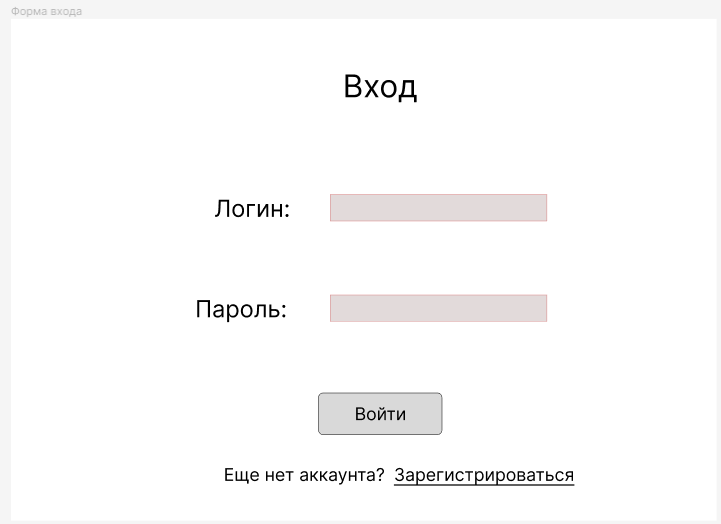 Форма входа
Вход
Логин:
Пароль:
Войти
Еще нет аккаунта? Зарегистрироваться